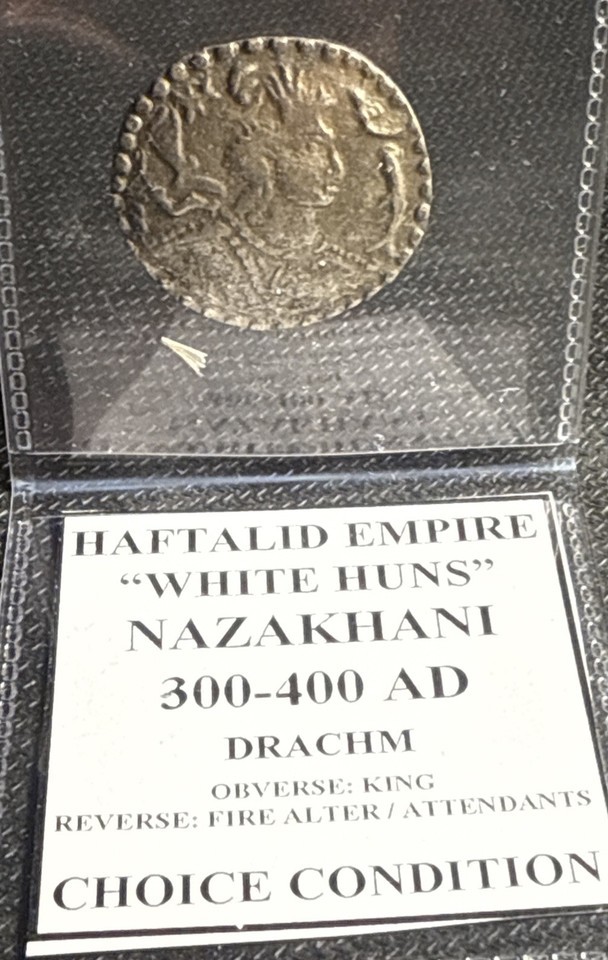 HAFTALID EMPIRE
“WHITE HUNS”
NAZAKHANI
300-400 AD
DRACHM
OBVERSE: KING
REVERSE: FIRE ALTER / ATTENDANTS
CHOICE CONDITION